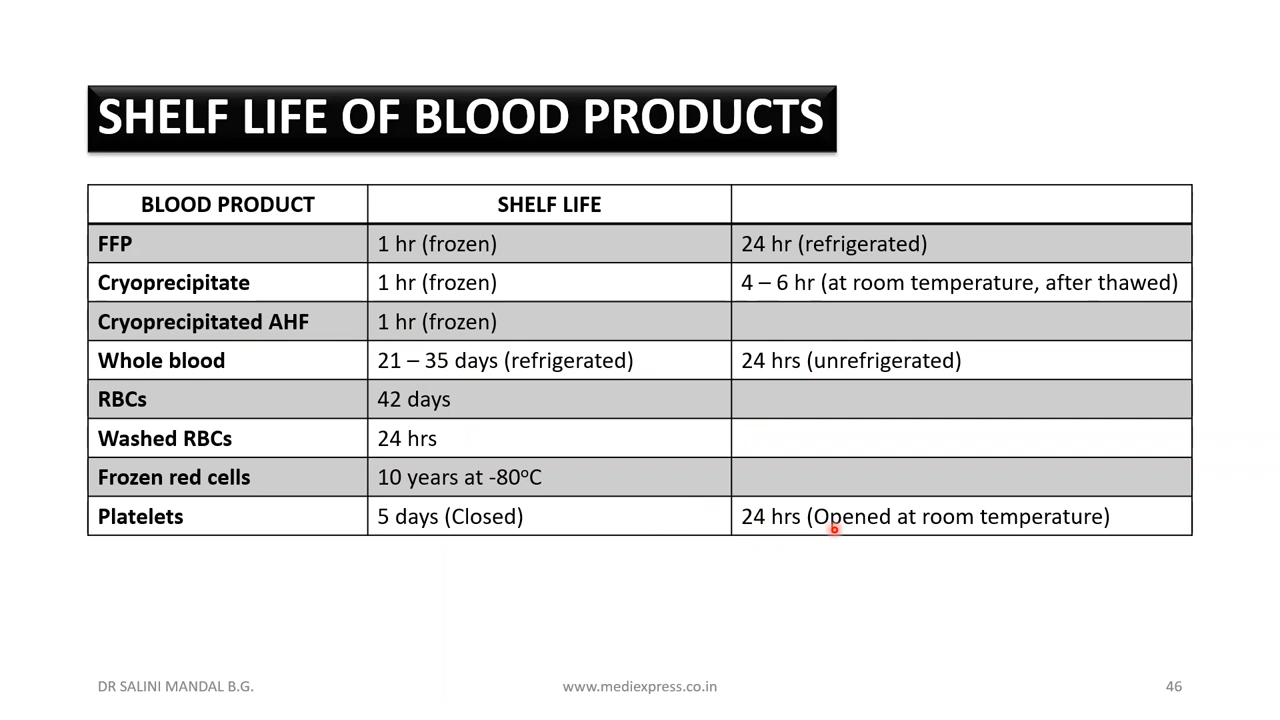 SHELF LIFE OF BLOOD PRODUCTS
BLOOD PRODUCT SHELF LIFE
FFP 1 hr (frozen) 24 hr (refrigerated)
Cryoprecipitate 1 hr (frozen) 4 – 6 hr (at room temperature, after thawed)
Cryoprecipitated AHF 1 hr (frozen)
Whole blood 21 – 35 days (refrigerated) 24 hrs (unrefrigerated)
RBCs 42 days
Washed RBCs 24 hrs
Frozen red cells 10 years at -80ºC
Platelets 5 days (Closed) 24 hrs (Opened at room temperature)
DR SALINI MANDAL B.G. www.mediexpress.co.in 46